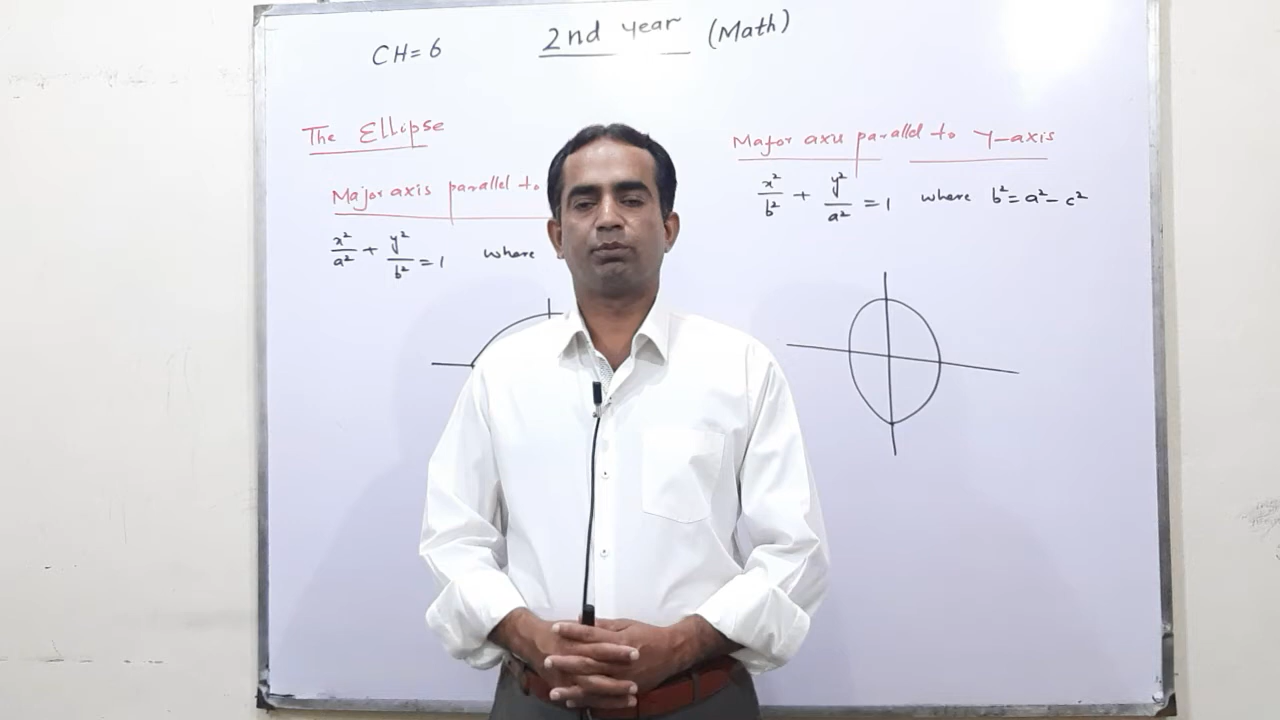 CH= 6
2nd year (Math)
The Ellipse
Major axis parallel to
x²/a² + y²/b² = 1 where
Major axis parallel to Y-axis
x²/b² + y²/a² = 1 where b² = a² – c²